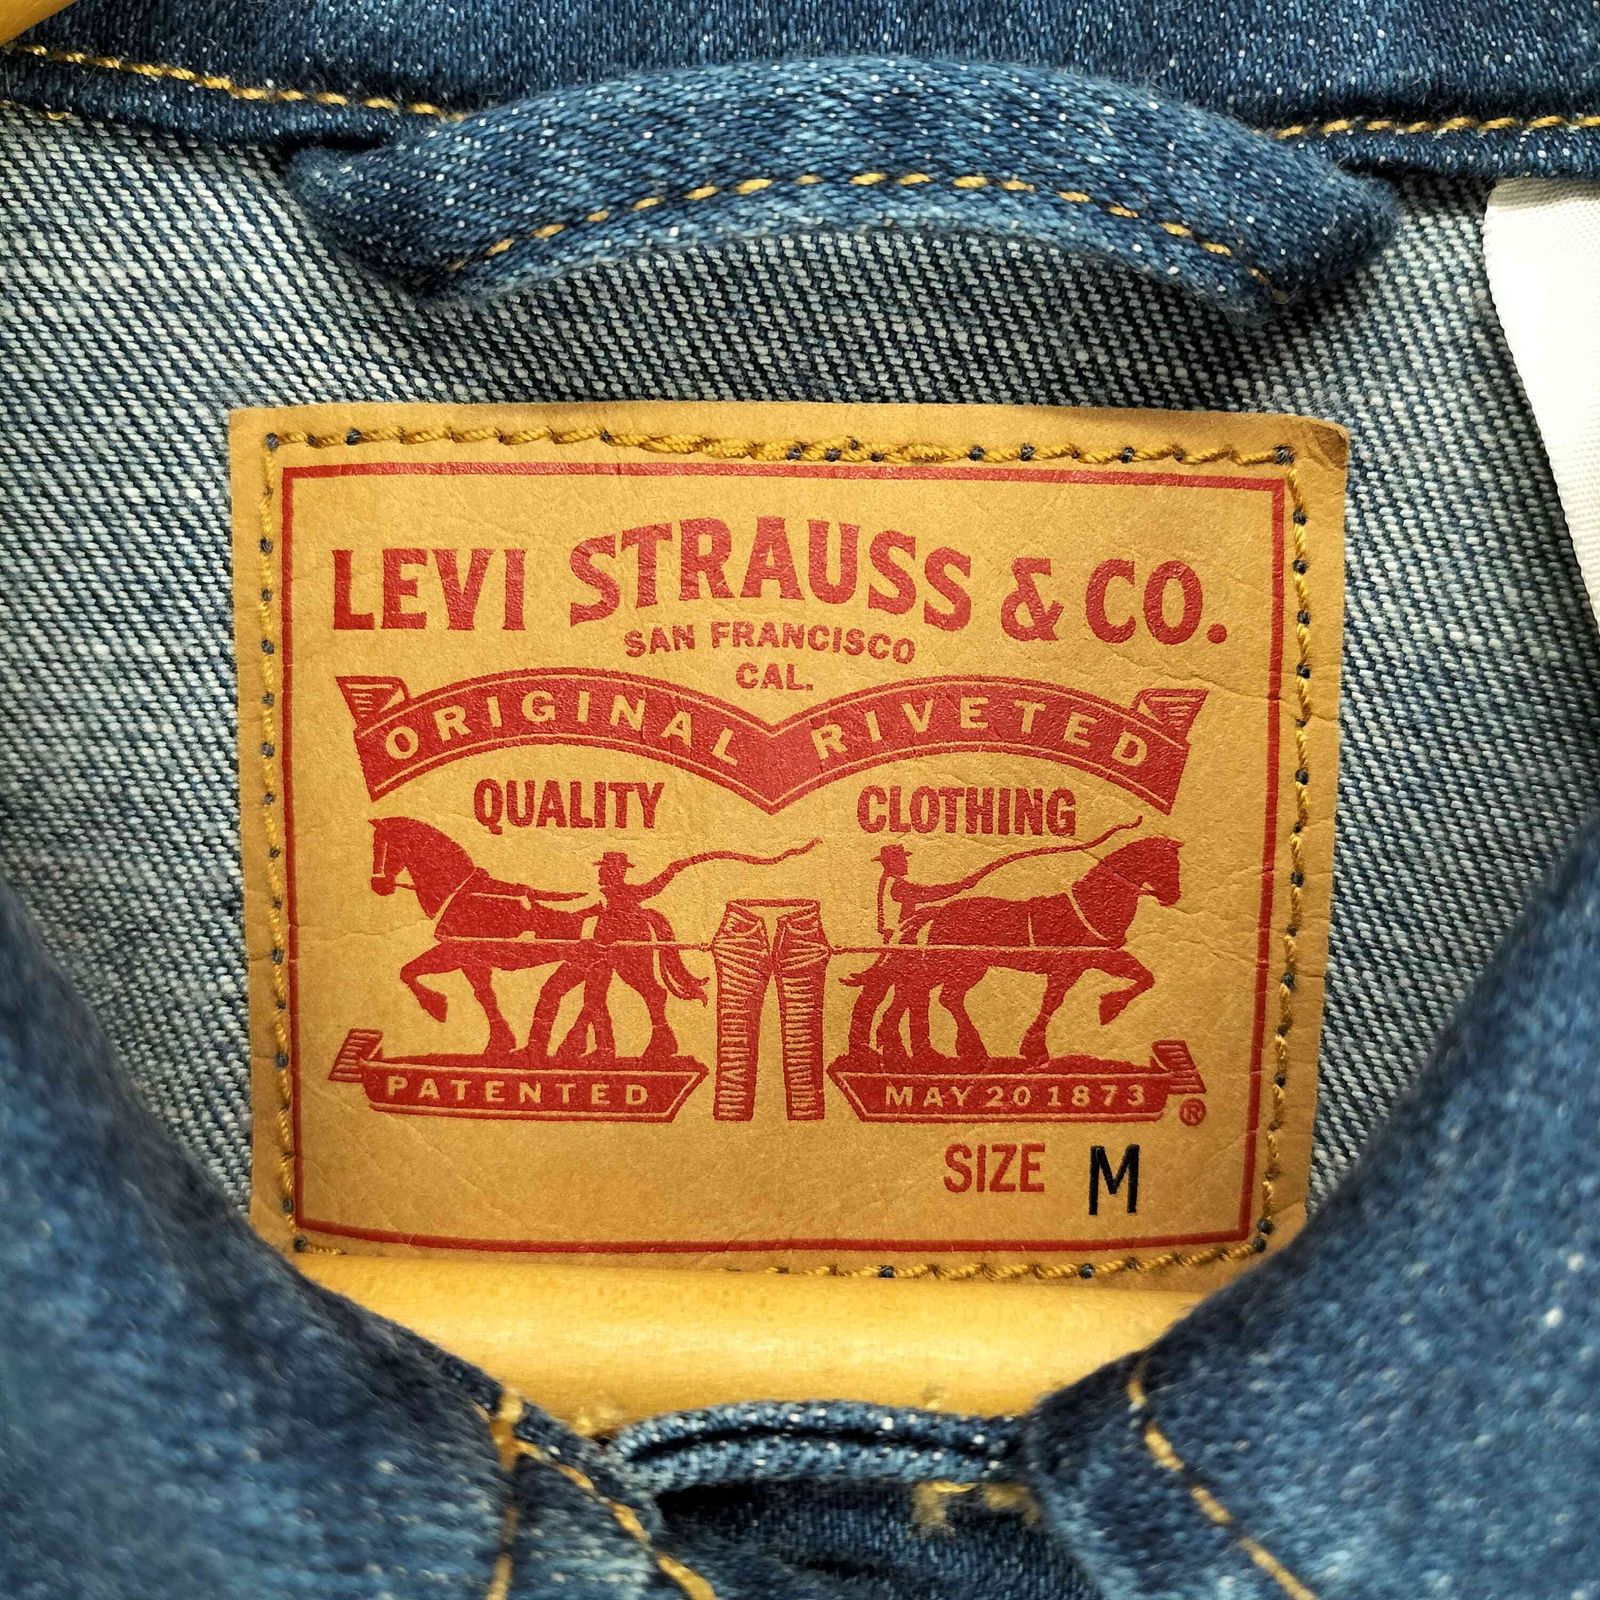 LEVI STRAUSS & CO.
SAN FRANCISCO
CAL.
ORIGINAL RIVETED
QUALITY CLOTHING
PATENTED MAY 20 1873 ®
SIZE M